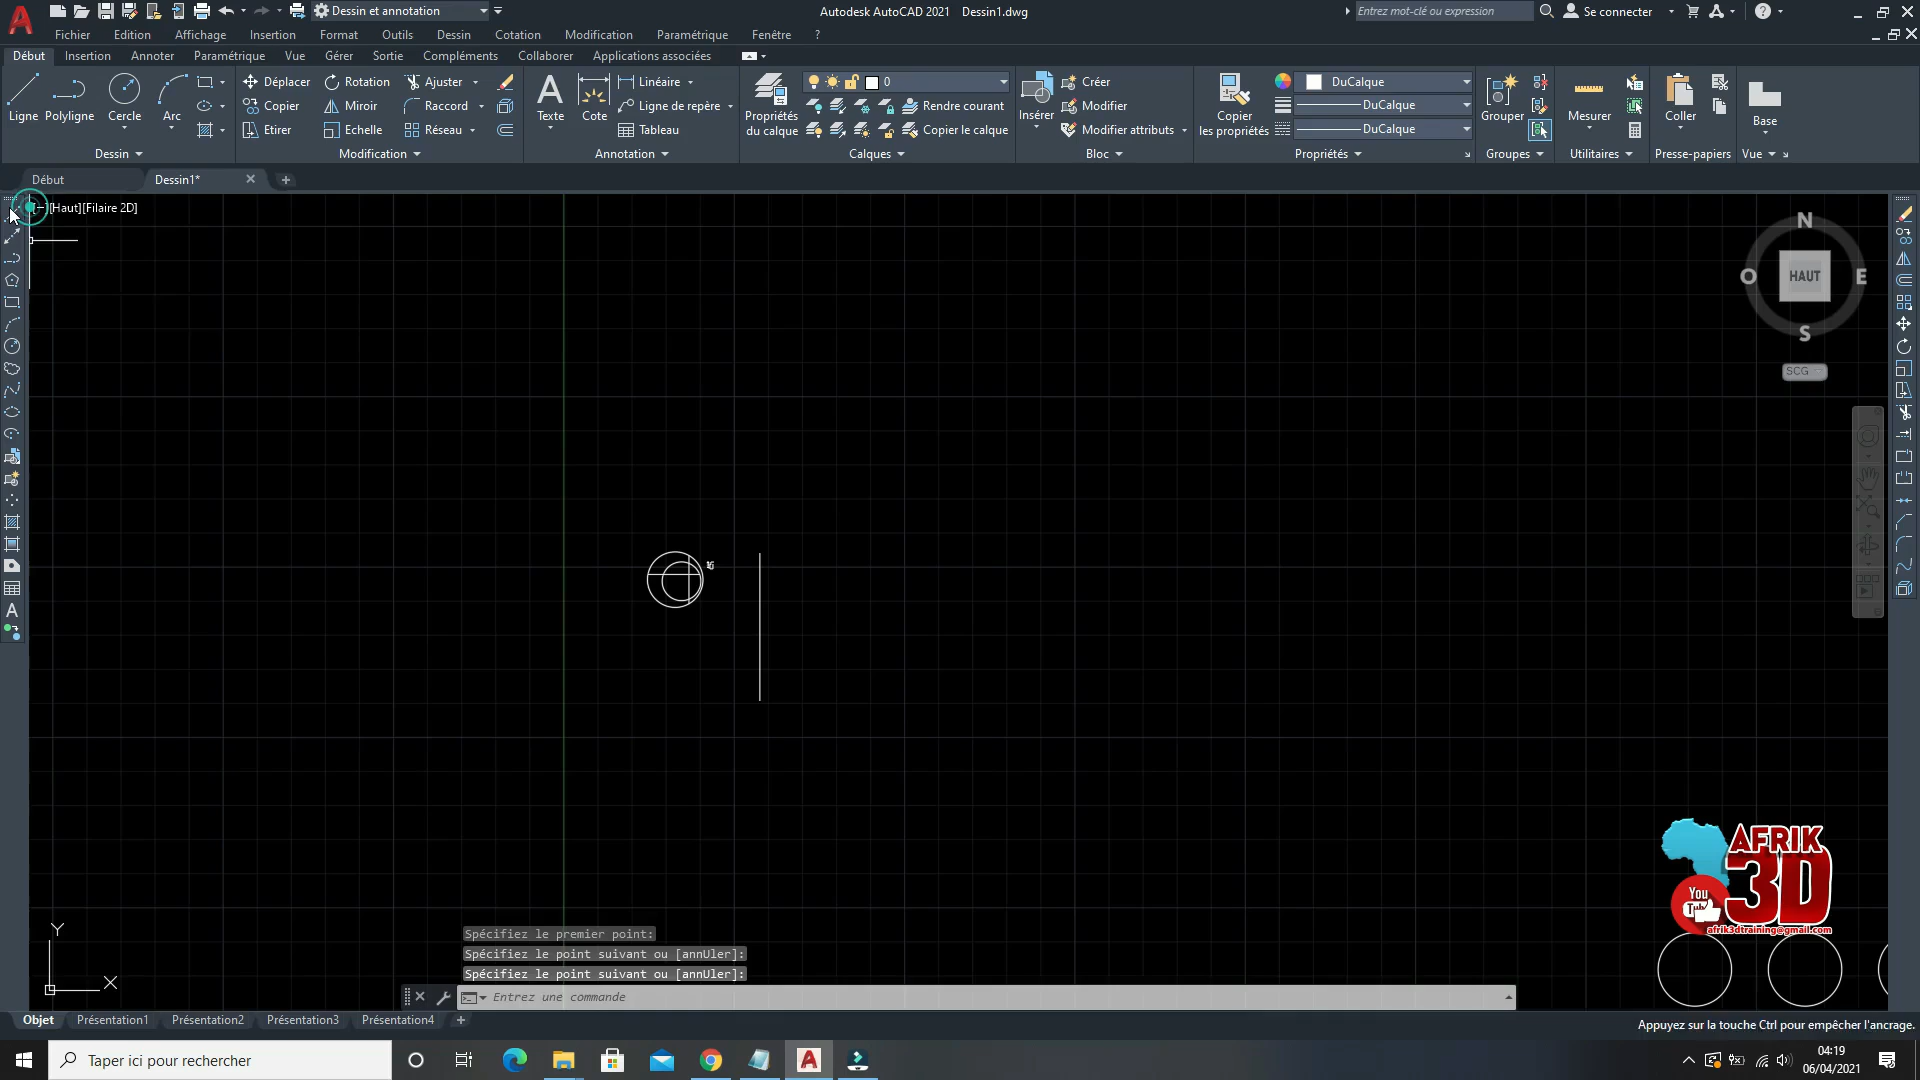 Dessin et annotation
Autodesk AutoCAD 2021 Dessin1.dwg
Entrez mot-clé ou expression
Se connecter
Fichier Edition Affichage Insertion Format Outils Dessin Cotation Modification Paramétrique Fenêtre ?
Début Insertion Annoter Paramétrique Vue Gérer Sortie Compléments Collaborer Applications associées
Ligne Polyligne Cercle Arc
Dessin
Déplacer Rotation Ajuster
Copier Miroir Raccord
Etirer Echelle Réseau
Modification
A
Texte Cote
Linéaire
Ligne de repère
Tableau
Annotation
Propriétés
du calque
0
Rendre courant
Copier le calque
Calques
Insérer
Créer
Modifier
Modifier attributs
Bloc
Copier
les propriétés
DuCalque
DuCalque
DuCalque
Propriétés
Grouper
Groupes
Mesurer
Utilitaires
Coller
Presse-papiers
Base
Vue
Début Dessin1*
[−][Haut][Filaire 2D]
N
O HAUT E
S
SCG
A
AFRIK
3D
You
Tube
afrik3dtraining@gmail.com
Y
X
Spécifiez le premier point:
Spécifiez le point suivant ou [annUler]:
Spécifiez le point suivant ou [annUler]:
Entrez une commande
Objet Présentation1 Présentation2 Présentation3 Présentation4 +
Appuyez sur la touche Ctrl pour empêcher l'ancrage.
Taper ici pour rechercher
04:19
06/04/2021